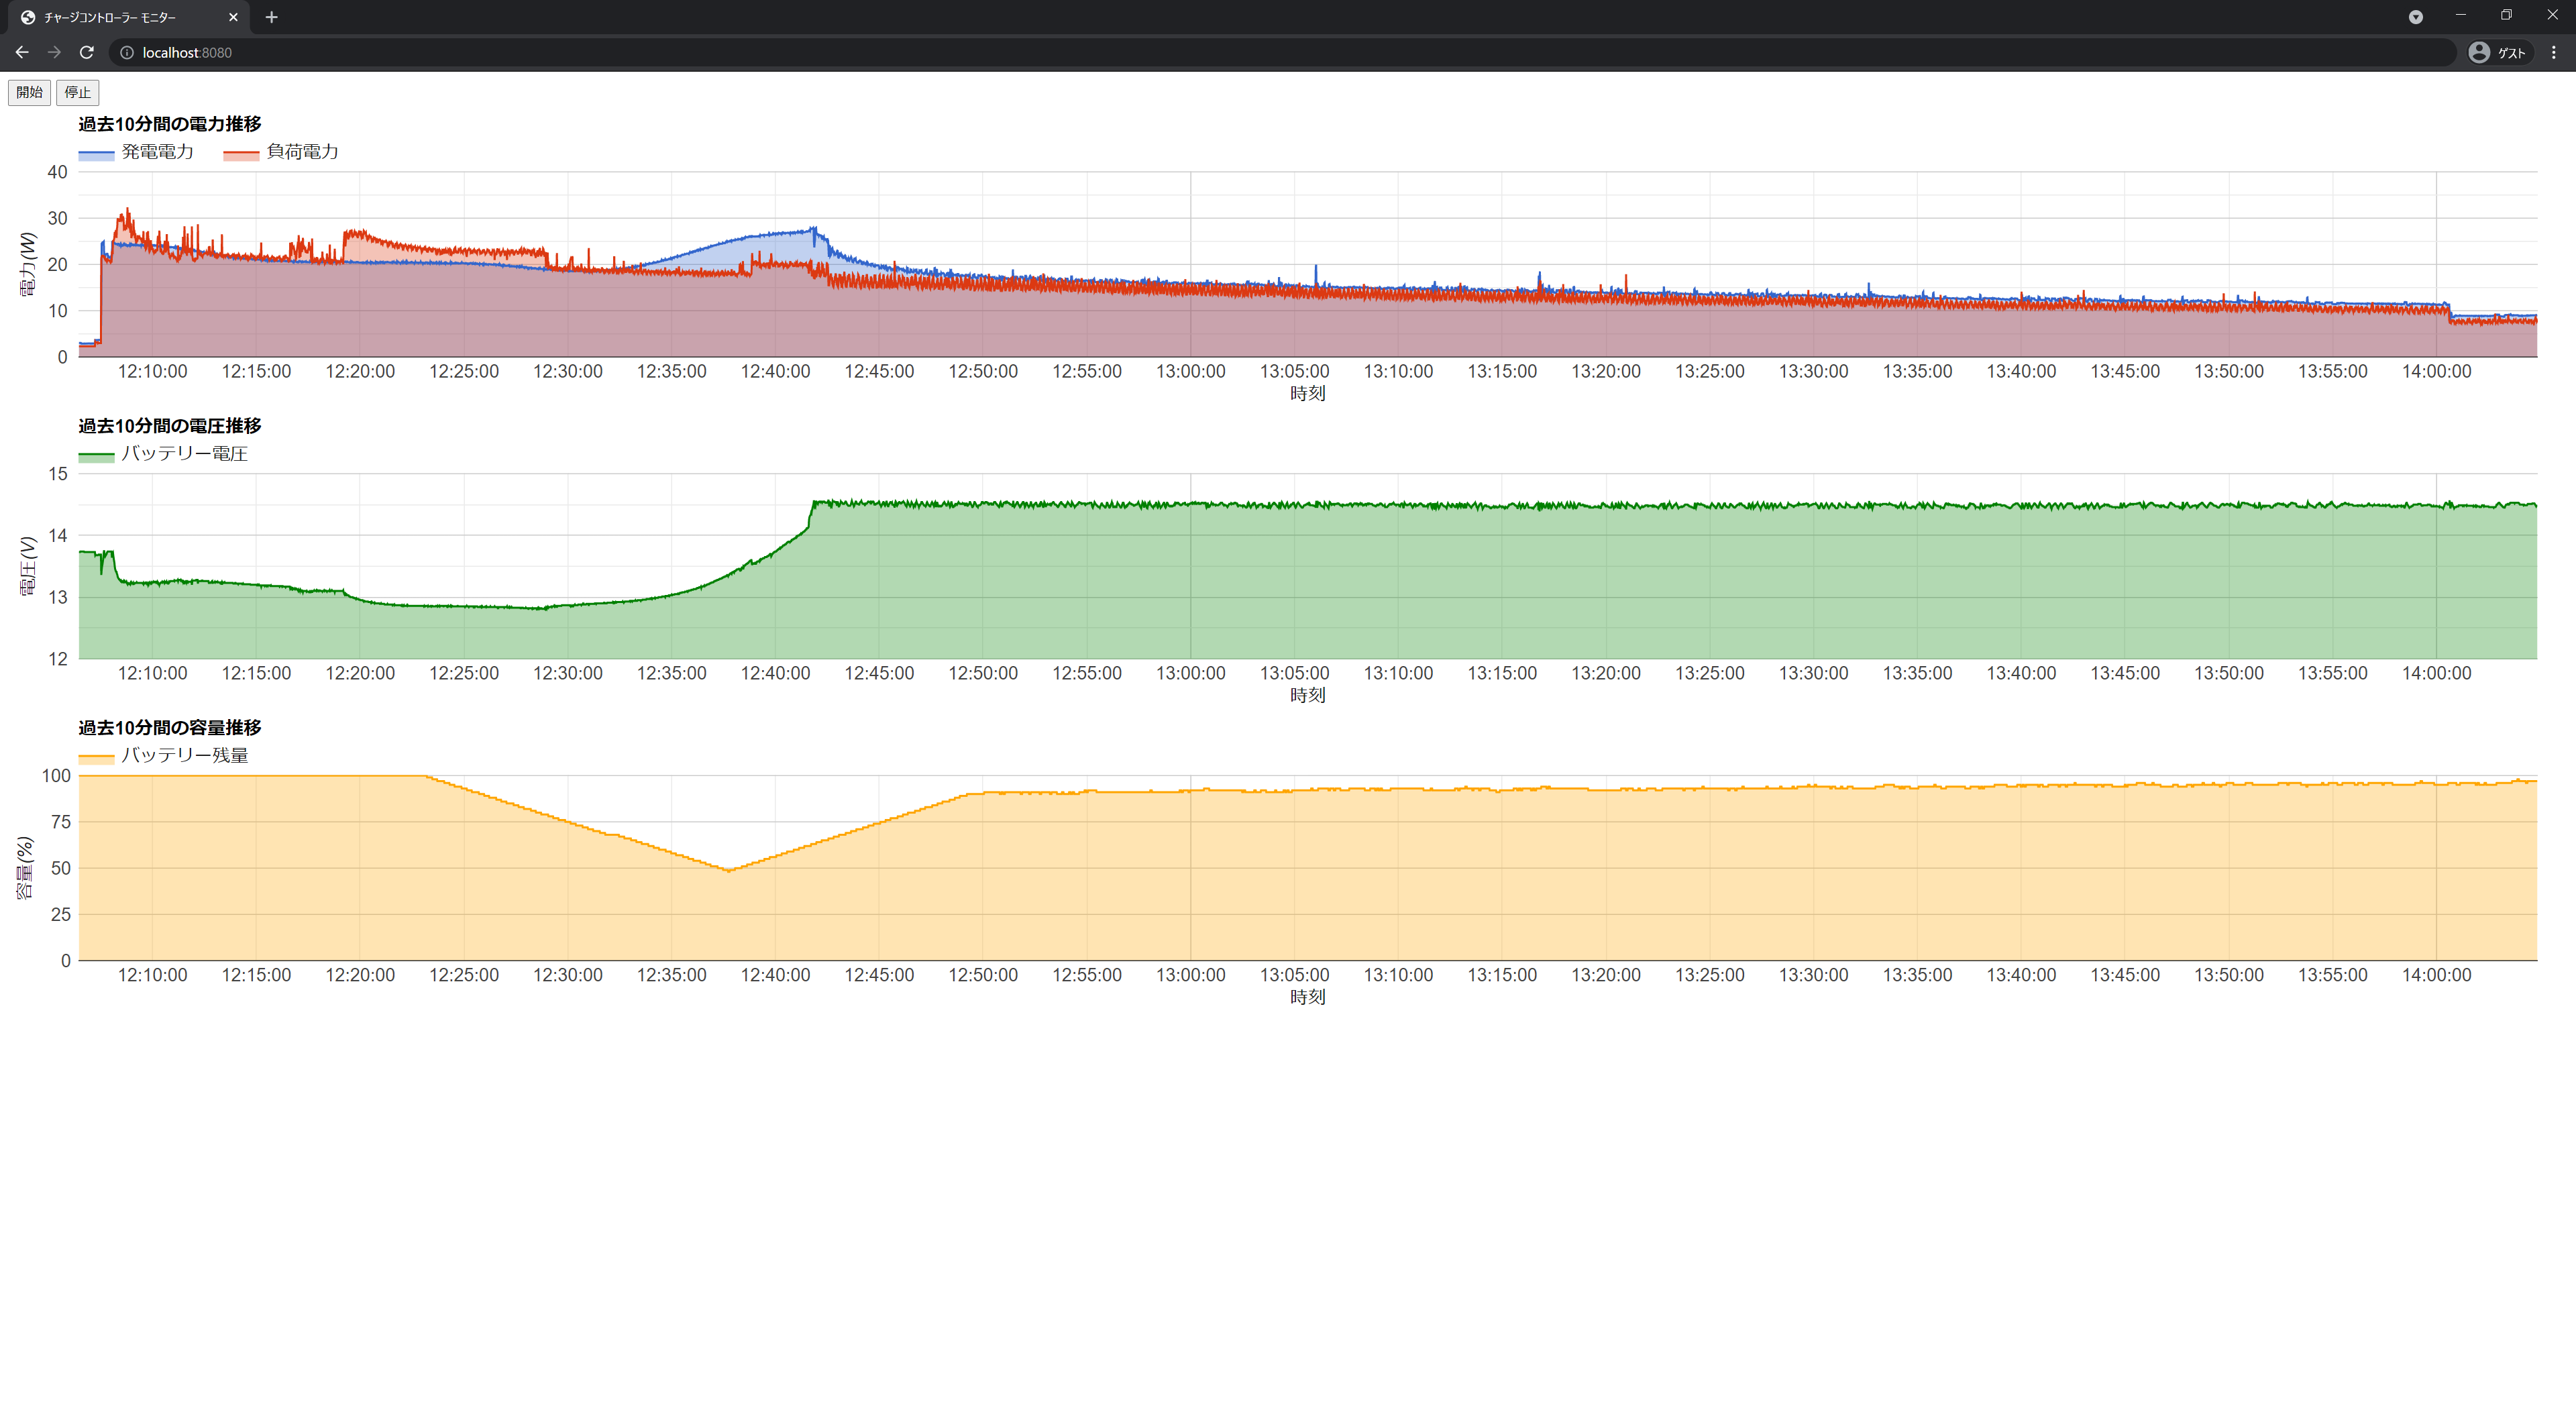 チャージコントローラー モニター
localhost:8080
ゲスト
開始 停止
過去10分間の電力推移
発電電力 負荷電力
電力(W)
40
30
20
10
0
12:10:00 12:15:00 12:20:00 12:25:00 12:30:00 12:35:00 12:40:00 12:45:00 12:50:00 12:55:00 13:00:00 13:05:00 13:10:00 13:15:00 13:20:00 13:25:00 13:30:00 13:35:00 13:40:00 13:45:00 13:50:00 13:55:00 14:00:00
時刻
過去10分間の電圧推移
バッテリー電圧
電圧(V)
15
14
13
12
12:10:00 12:15:00 12:20:00 12:25:00 12:30:00 12:35:00 12:40:00 12:45:00 12:50:00 12:55:00 13:00:00 13:05:00 13:10:00 13:15:00 13:20:00 13:25:00 13:30:00 13:35:00 13:40:00 13:45:00 13:50:00 13:55:00 14:00:00
時刻
過去10分間の容量推移
バッテリー残量
容量(%)
100
75
50
25
0
12:10:00 12:15:00 12:20:00 12:25:00 12:30:00 12:35:00 12:40:00 12:45:00 12:50:00 12:55:00 13:00:00 13:05:00 13:10:00 13:15:00 13:20:00 13:25:00 13:30:00 13:35:00 13:40:00 13:45:00 13:50:00 13:55:00 14:00:00
時刻